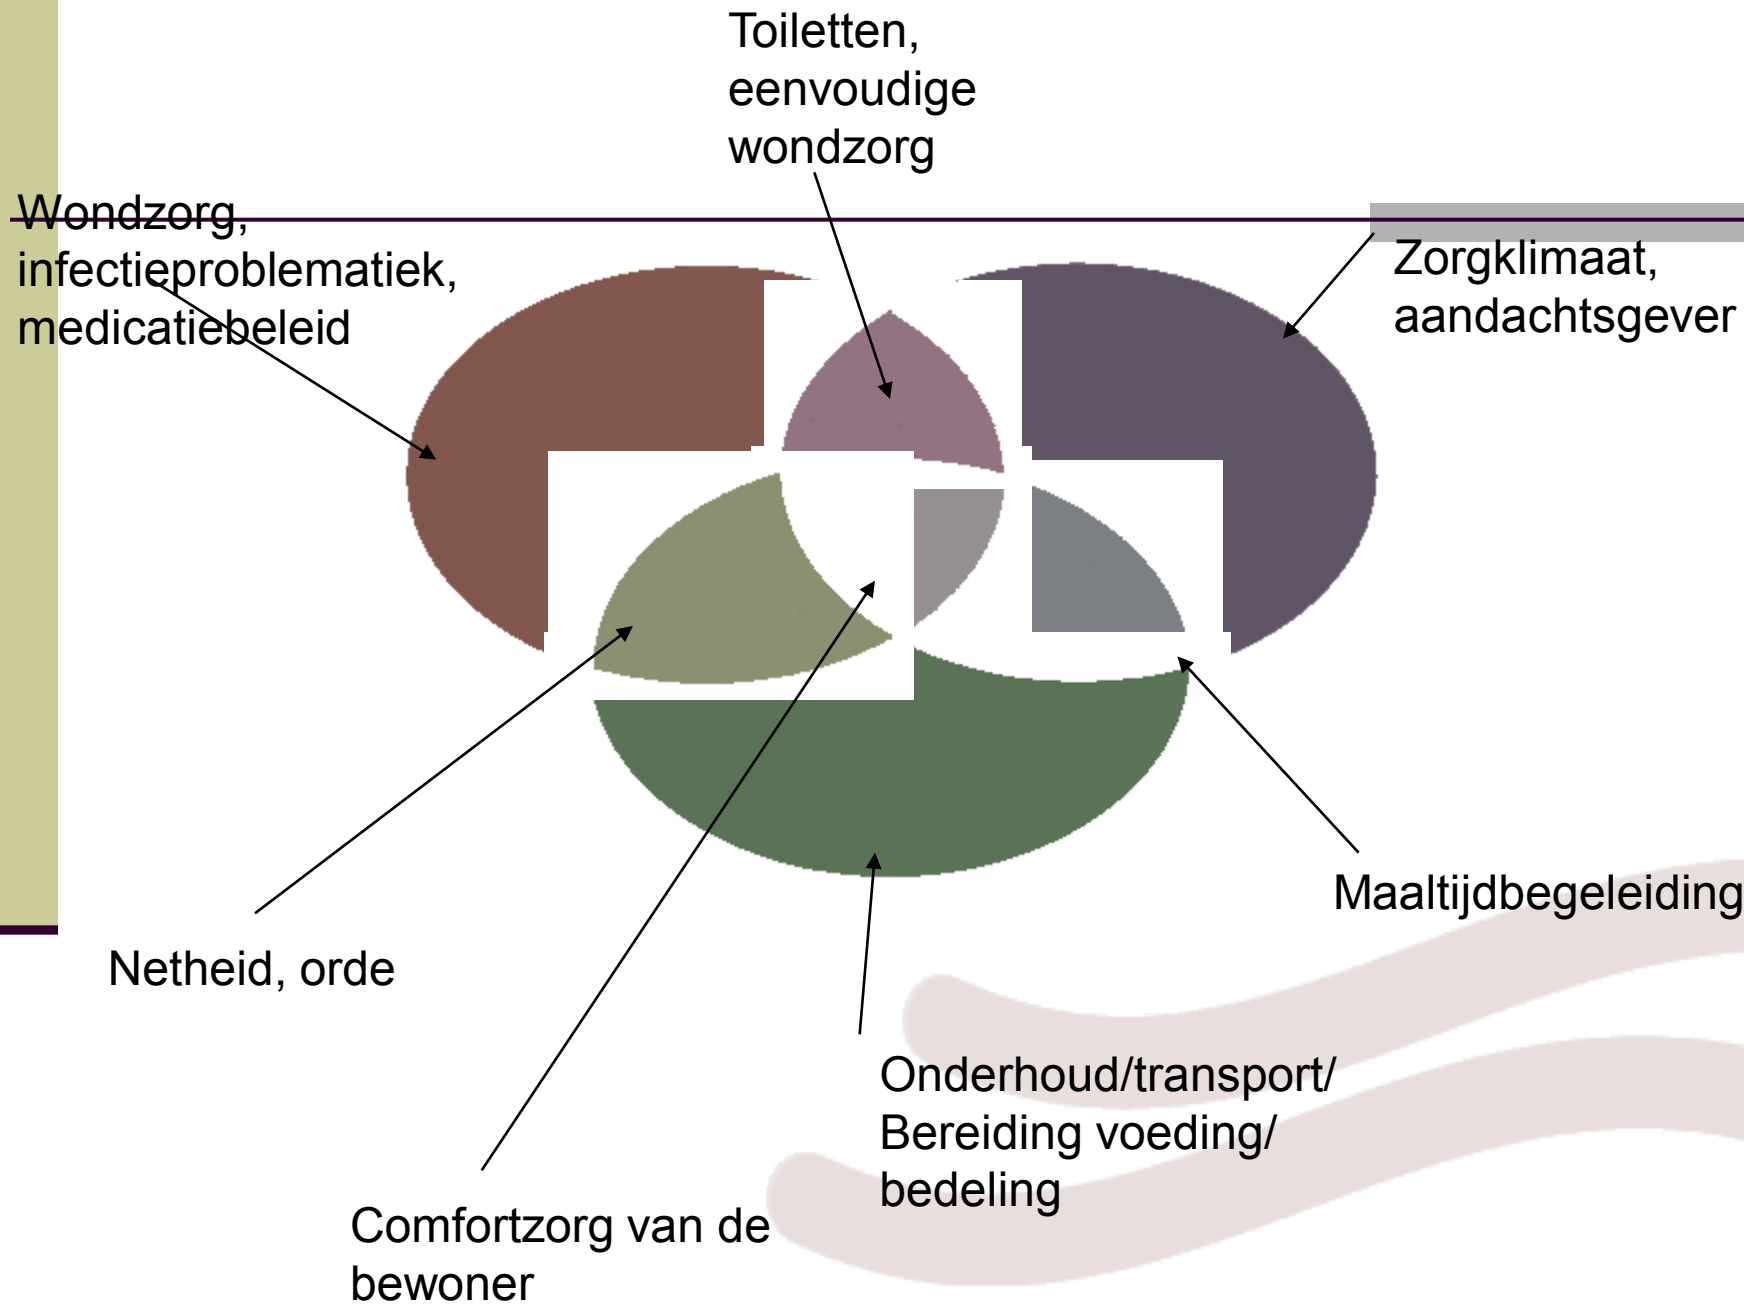 Toiletten,
eenvoudige
wondzorg
Wondzorg,
infectieproblematiek,
medicatiebeleid
Zorgklimaat,
aandachtsgever
Maaltijdbegeleiding
Netheid, orde
Onderhoud/transport/
Bereiding voeding/
bedeling
Comfortzorg van de
bewoner